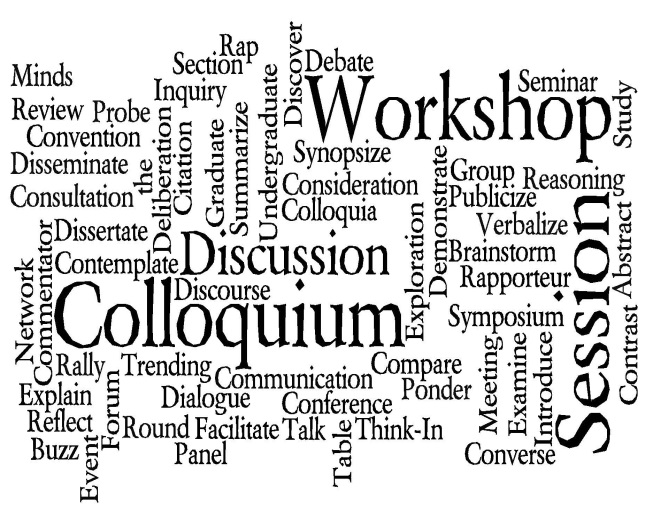 Rap
Section
Debate
Discover
Minds
Inquiry
Workshop
Seminar
Study
Review
Probe
Undergraduate
Convention
Deliberation
Citation
Graduate
Summarize
Synopsize
Disseminate
the
Consideration
Demonstrate
Group
Reasoning
Consultation
Colloquia
Publicize
Dissertate
Verbalize
Discussion
Brainstorm
Contemplate
Exploration
Rapporteur
Session
Abstract
Discourse
Network
Commentator
Colloquium
Symposium
Contrast
Rally
Trending
Communication
Compare
Meeting
Examine
Introduce
Explain
Forum
Dialogue
Conference
Ponder
Reflect
Round
Facilitate
Talk
Table
Think-In
Buzz
Event
Panel
Converse